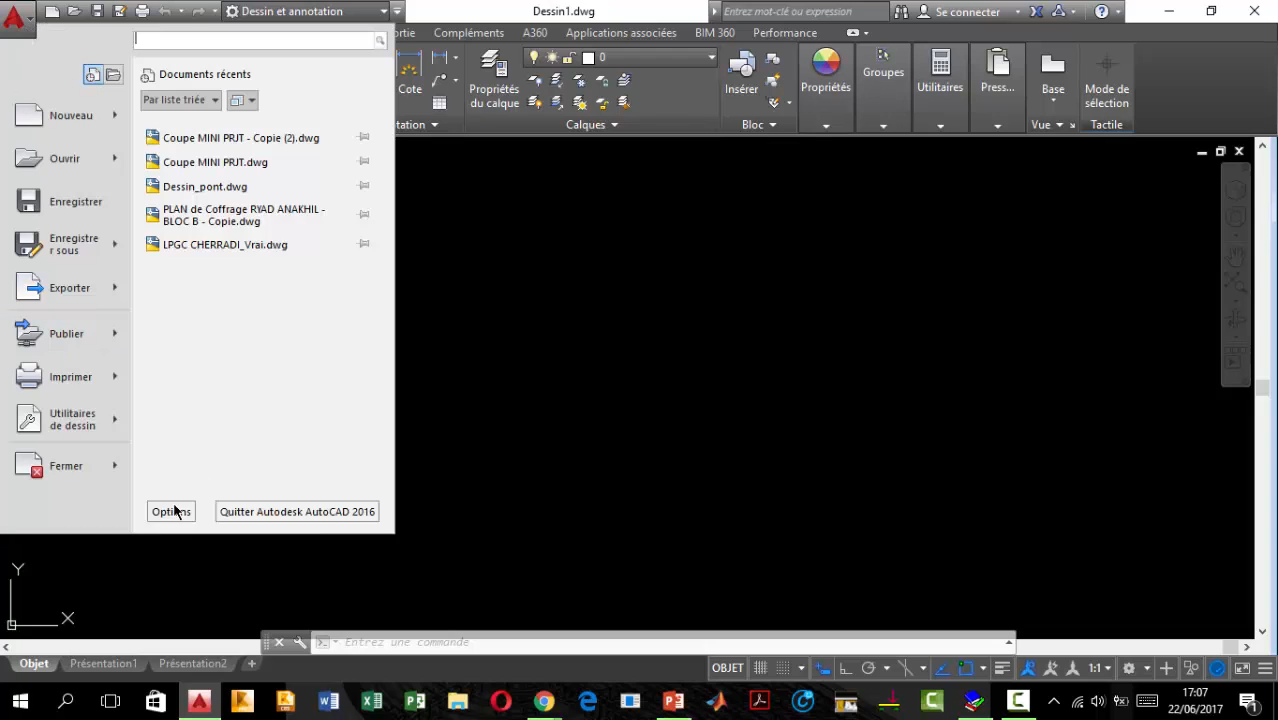 Dessin et annotation
Dessin1.dwg
Entrez mot-clé ou expression
Se connecter
ortie
Compléments
A360
Applications associées
BIM 360
Performance
Documents récents
Par liste triée
Coupe MINI PRJT - Copie (2).dwg
Coupe MINI PRJT.dwg
Dessin_pont.dwg
PLAN de Coffrage RYAD ANAKHIL -
BLOC B - Copie.dwg
LPGC CHERRADI_Vrai.dwg
Nouveau
Ouvrir
Enregistrer
Enregistre
r sous
Exporter
Publier
Imprimer
Utilitaires
de dessin
Fermer
Options
Quitter Autodesk AutoCAD 2016
Cote
tation
Propriétés
du calque
0
Calques
Insérer
Bloc
Propriétés
Groupes
Utilitaires
Press...
Base
Vue
Mode de
sélection
Tactile
Y
X
Entrez une commande
Objet
Présentation1
Présentation2
OBJET
1:1
17:07
22/06/2017
1